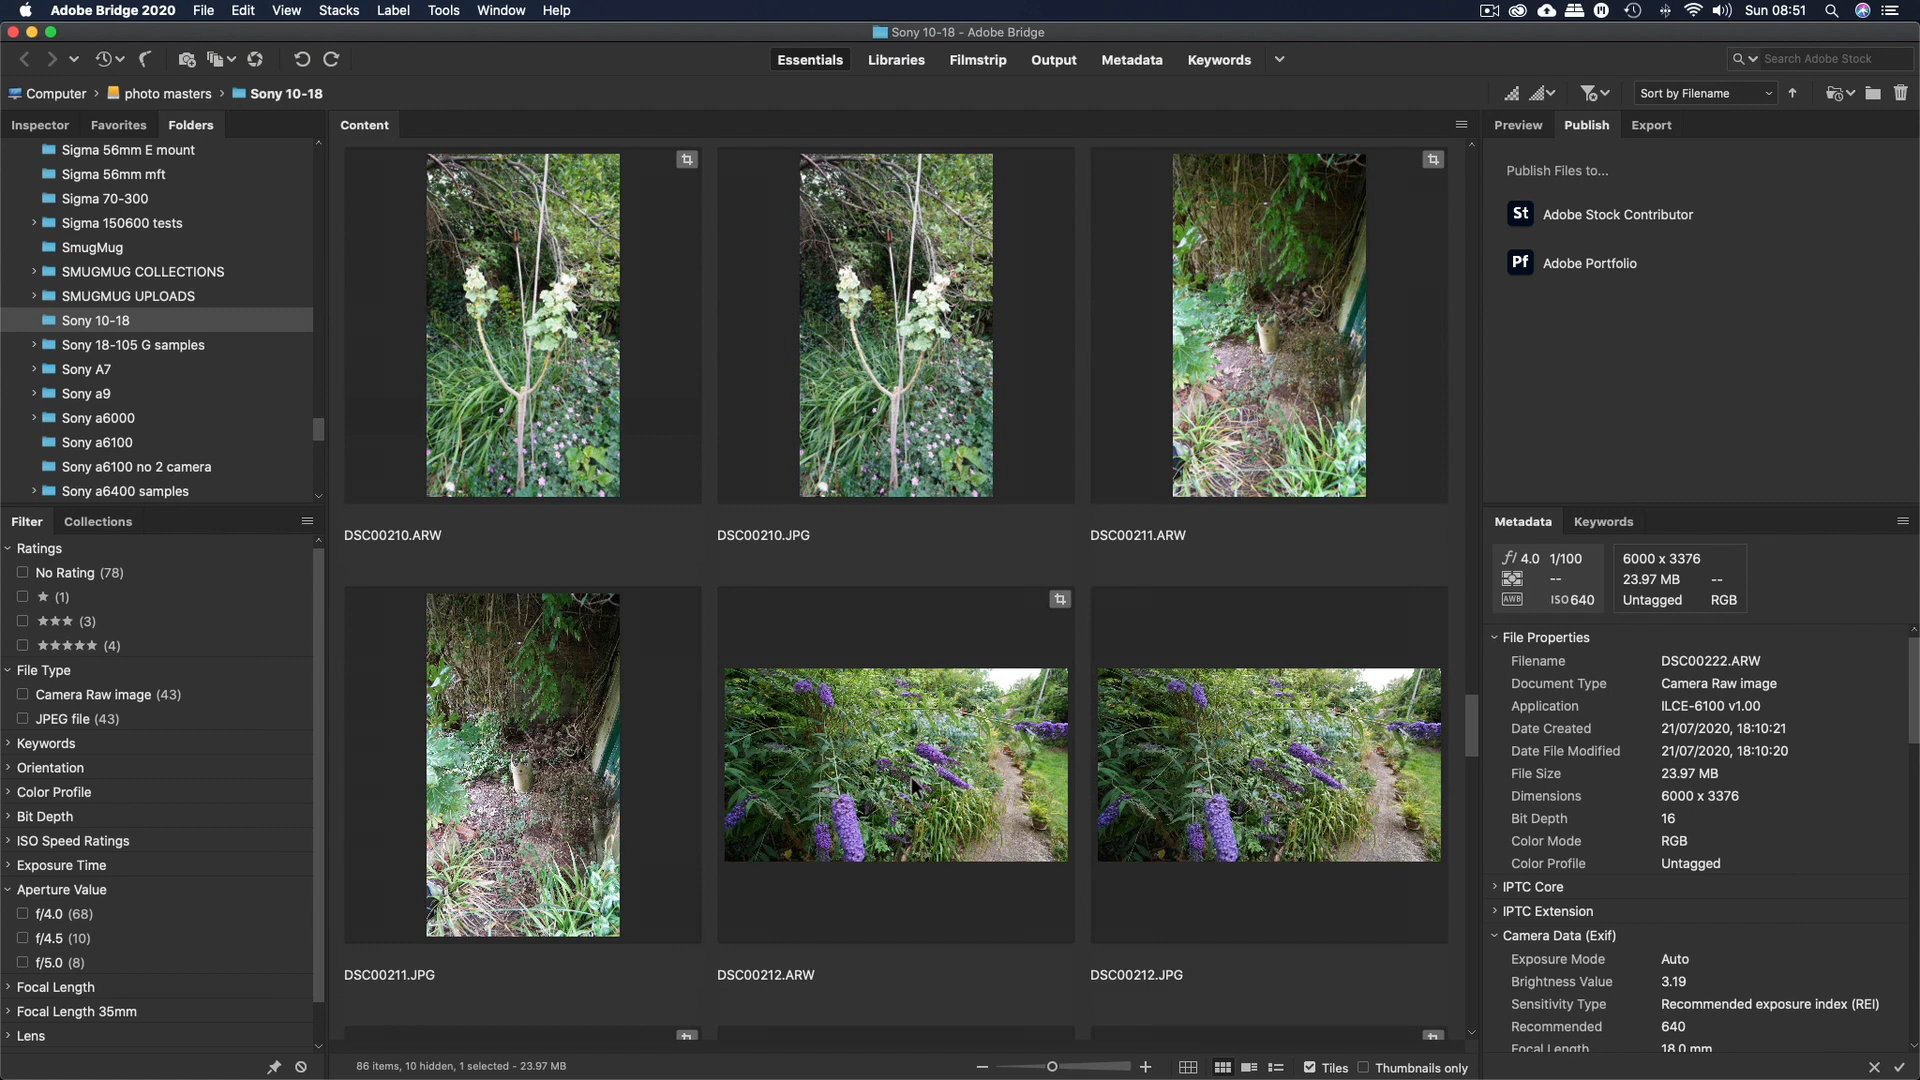 Adobe Bridge 2020 File Edit View Stacks Label Tools Window Help Sun 08:51
Sony 10-18 - Adobe Bridge
Essentials Libraries Filmstrip Output Metadata Keywords Search Adobe Stock
Computer photo masters Sony 10-18 Sort by Filename
Inspector Favorites Folders
Sigma 56mm E mount
Sigma 56mm mft
Sigma 70-300
Sigma 150600 tests
SmugMug
SMUGMUG COLLECTIONS
SMUGMUG UPLOADS
Sony 10-18
Sony 18-105 G samples
Sony A7
Sony a9
Sony a6000
Sony a6100
Sony a6100 no 2 camera
Sony a6400 samples
Filter Collections
Ratings
No Rating (78)
★ (1)
★★★ (3)
★★★★★ (4)
File Type
Camera Raw image (43)
JPEG file (43)
Keywords
Orientation
Color Profile
Bit Depth
ISO Speed Ratings
Exposure Time
Aperture Value
f/4.0 (68)
f/4.5 (10)
f/5.0 (8)
Focal Length
Focal Length 35mm
Lens
Content
DSC00210.ARW
DSC00210.JPG
DSC00211.ARW
DSC00211.JPG
DSC00212.ARW
DSC00212.JPG
86 items, 10 hidden, 1 selected - 23.97 MB
Tiles Thumbnails only
Preview Publish Export
Publish Files to...
St Adobe Stock Contributor
Pf Adobe Portfolio
Metadata Keywords
f/ 4.0 1/100 6000 x 3376
-- 23.97 MB --
AWB ISO640 Untagged RGB
File Properties
Filename DSC00222.ARW
Document Type Camera Raw image
Application ILCE-6100 v1.00
Date Created 21/07/2020, 18:10:21
Date File Modified 21/07/2020, 18:10:20
File Size 23.97 MB
Dimensions 6000 x 3376
Bit Depth 16
Color Mode RGB
Color Profile Untagged
IPTC Core
IPTC Extension
Camera Data (Exif)
Exposure Mode Auto
Brightness Value 3.19
Sensitivity Type Recommended exposure index (REI)
Recommended 640
Focal Length 18.0 mm